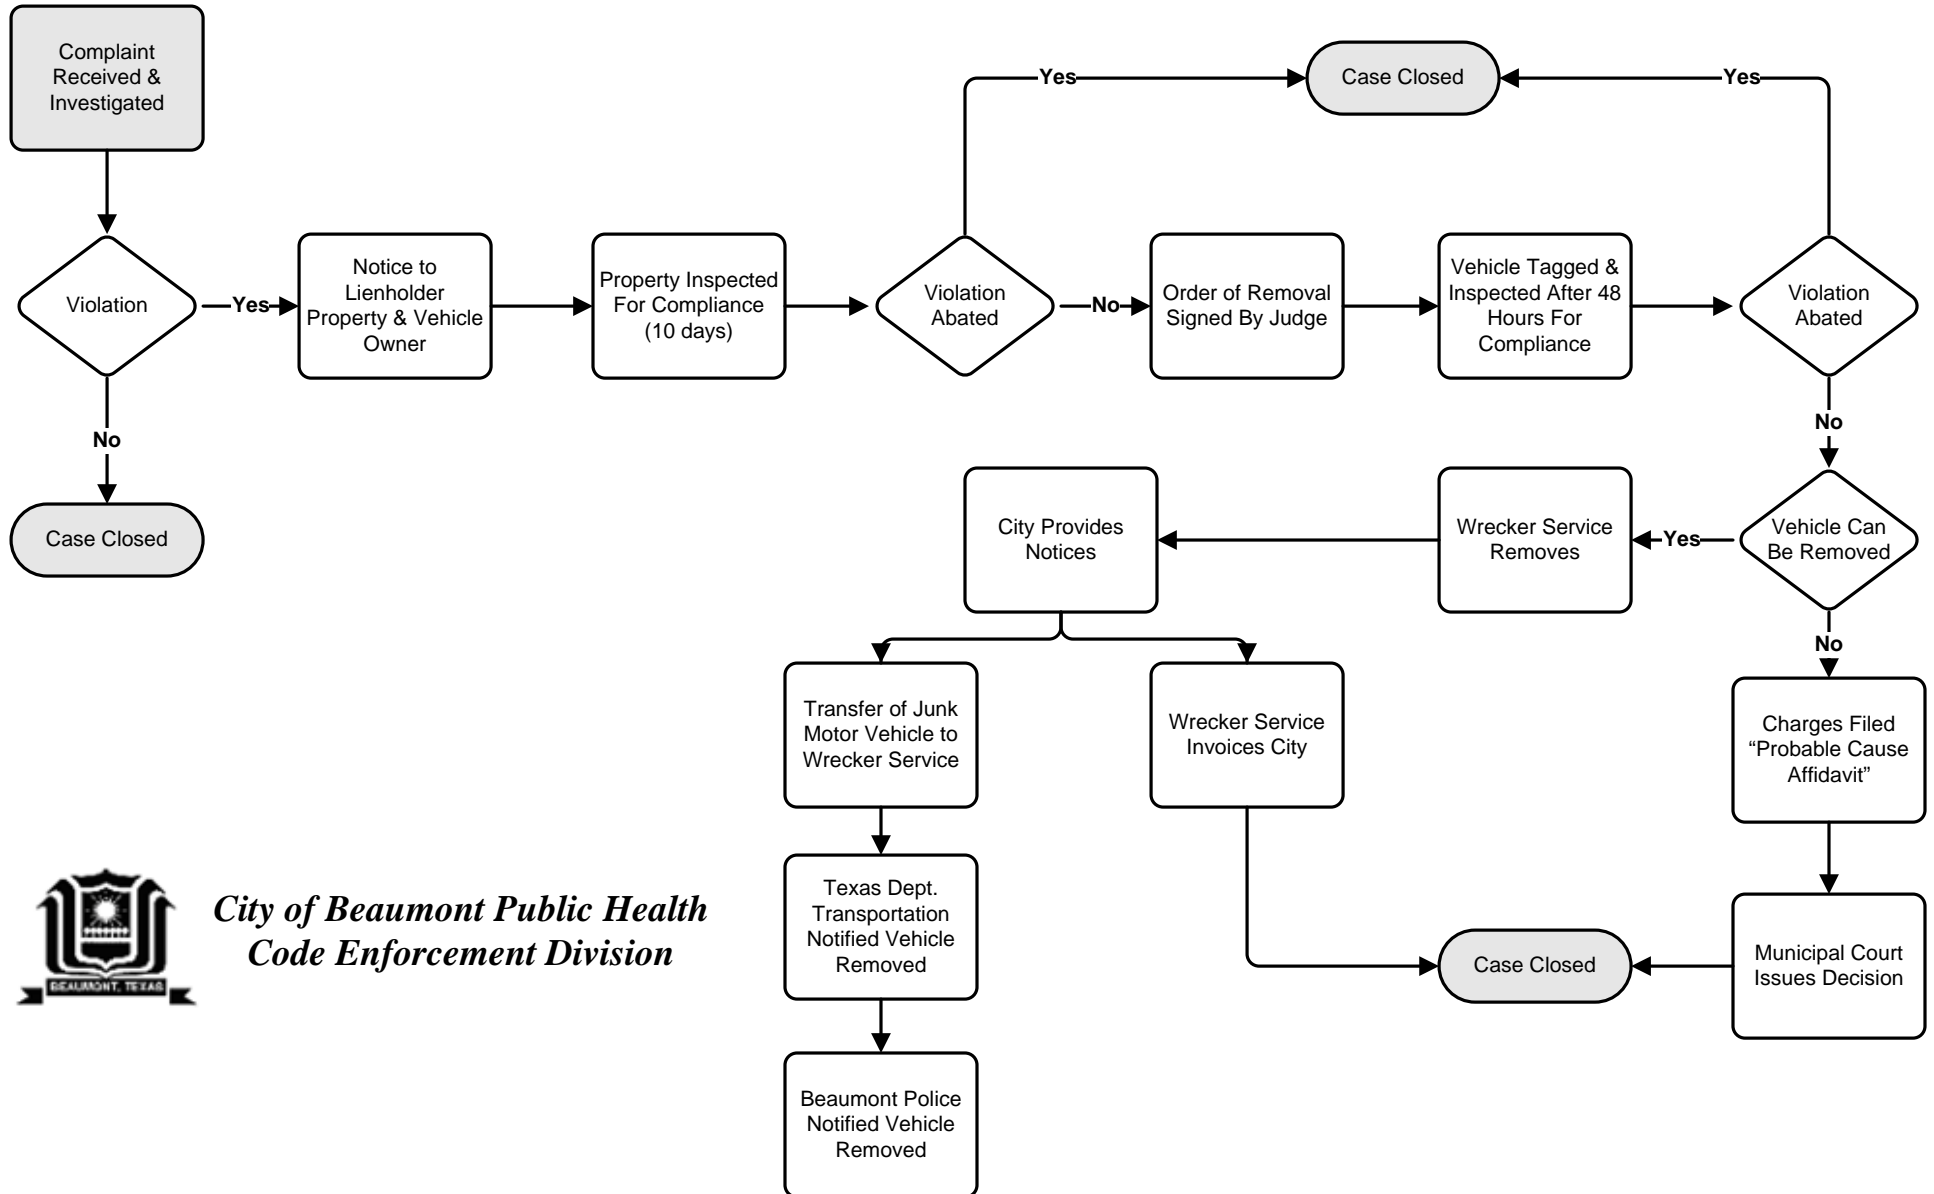 Complaint
Received &
Investigated
Yes
Case Closed
Yes
Violation
Yes
Notice to
Lienholder
Property & Vehicle
Owner
Property Inspected
For Compliance
(10 days)
Violation
Abated
No
Order of Removal
Signed By Judge
Vehicle Tagged &
Inspected After 48
Hours For
Compliance
Violation
Abated
No
No
Case Closed
City Provides
Notices
Wrecker Service
Removes
Yes
Vehicle Can
Be Removed
No
Transfer of Junk
Motor Vehicle to
Wrecker Service
Wrecker Service
Invoices City
Charges Filed
“Probable Cause
Affidavit”
Texas Dept.
Transportation
Notified Vehicle
Removed
Case Closed
Municipal Court
Issues Decision
Beaumont Police
Notified Vehicle
Removed
BEAUMONT, TEXAS
City of Beaumont Public Health
Code Enforcement Division